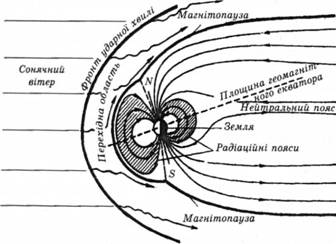 Магнітопауза
Фронт ударної хвилі
Сонячний
вітер
Перехідна область
N
Площина геомагніт
ного екватора
Нейтральний пояс
Земля
Радіаційні пояси
S
Магнітопауза